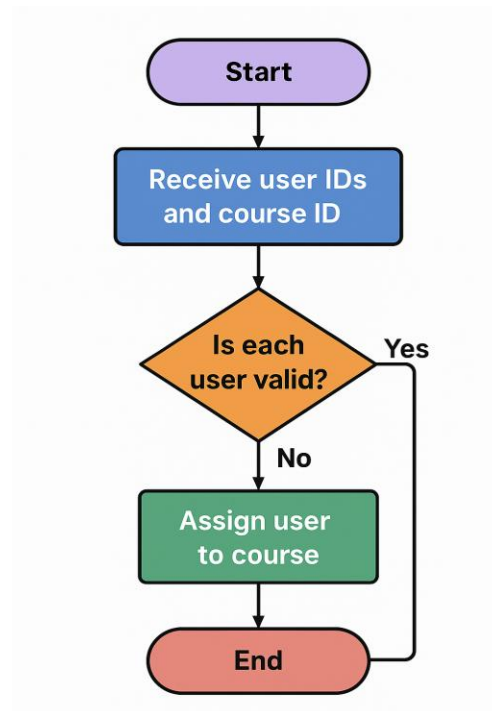 Start
Receive user IDs
and course ID
Is each
user valid?
Yes
No
Assign user
to course
End